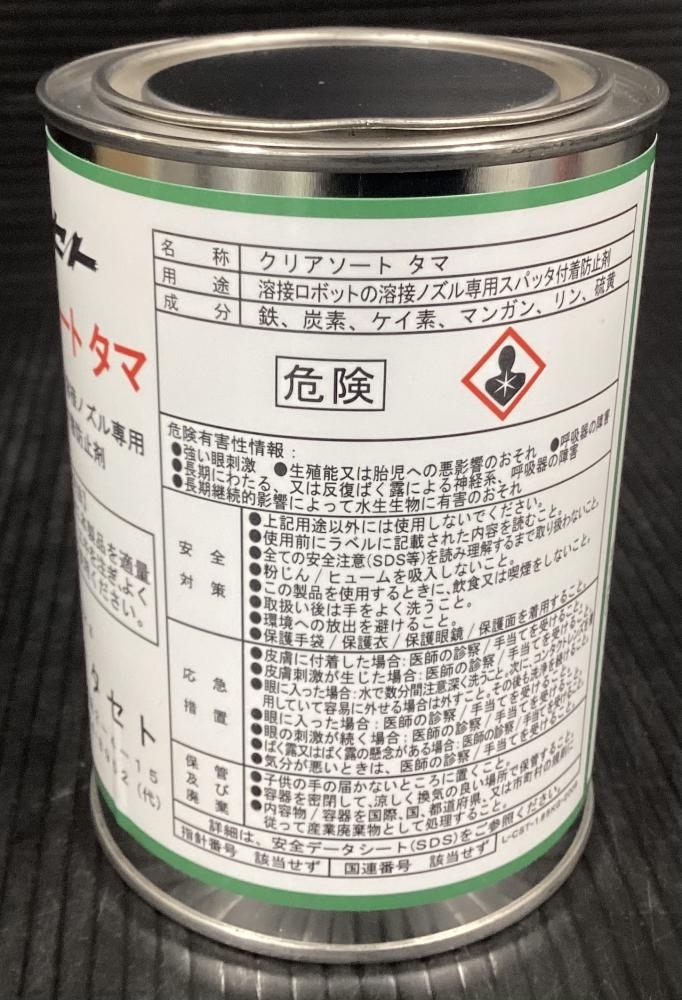 セト
ート タマ
ノズル専用
防止剤
製品を適量
ください。
タセト
名称 クリアソート タマ
用途 溶接ロボットの溶接ノズル専用スパッタ付着防止剤
成分 鉄、炭素、ケイ素、マンガン、リン、硫黄
危険
危険有害性情報：
●強い眼刺激 ●生殖能又は胎児への悪影響のおそれ ●呼吸器の障害
●長期にわたる、又は反復ばく露による神経系、呼吸器の障害
●長期継続的影響によって水生生物に有害のおそれ
安全対策
●上記用途以外には使用しないでください。
●使用前にラベルに記載された内容を読むこと。
●全ての安全注意(SDS等)を読み理解するまで取り扱わないこと。
●粉じん/ヒュームを吸入しないこと。
●この製品を使用するときに、飲食又は喫煙をしないこと。
●取扱い後は手をよく洗うこと。
●環境への放出を避けること。
●保護手袋/保護衣/保護眼鏡/保護面を着用すること。
応急措置
●皮膚に付着した場合：医師の診察/手当てを受けること。
●皮膚刺激が生じた場合：医師の診察/手当てを受けること。
●眼に入った場合：水で数分間注意深く洗うこと。次にコンタクトレンズを着
用していて容易に外せる場合は外すこと。その後も洗浄を続けること。
●眼に入った場合：医師の診察/手当てを受けること。
●眼の刺激が続く場合：医師の診察/手当てを受けること。
●ばく露又はばく露の懸念がある場合：医師の診察/手当てを受けること。
●気分が悪いときは、医師の診察/手当てを受けること。
保管及び廃棄
●子供の手の届かないところに置くこと。
●容器を密閉して、涼しく換気の良い場所で保管すること。
●内容物/容器を国際、国、都道府県、又は市町村の規則に
従って産業廃棄物として処理すること。
詳細は、安全データシート(SDS)をご参照ください。
指針番号 該当せず 国連番号 該当せず